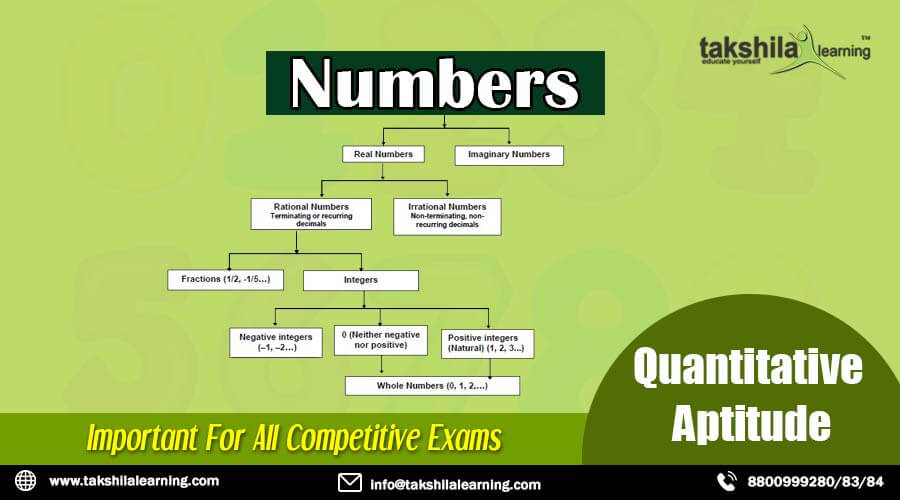 takshila learning™
educate yourself
Numbers
Real Numbers
Imaginary Numbers
Rational Numbers
Terminating or recurring
decimals
Irrational Numbers
Non-terminating, non-
recurring decimals
Fractions (1/2, -1/5...)
Integers
Negative integers
(–1, –2...)
0 (Neither negative
nor positive)
Positive integers
(Natural) (1, 2, 3...)
Whole Numbers (0, 1, 2,...)
Quantitative
Aptitude
Important For All Competitive Exams
www.takshilalearning.com
info@takshilalearning.com
8800999280/83/84